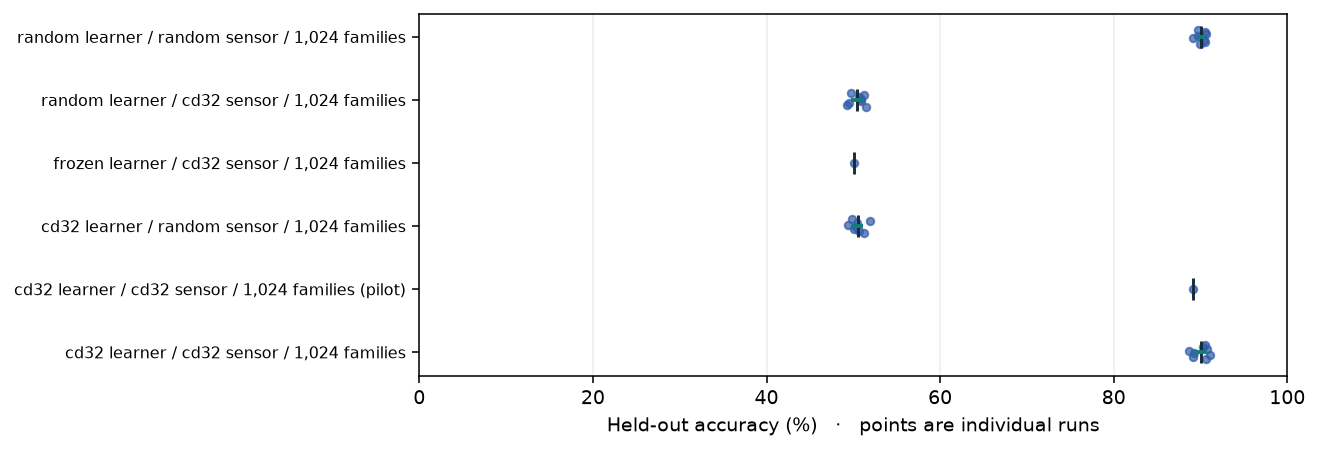 random learner / random sensor / 1,024 families
random learner / cd32 sensor / 1,024 families
frozen learner / cd32 sensor / 1,024 families
cd32 learner / random sensor / 1,024 families
cd32 learner / cd32 sensor / 1,024 families (pilot)
cd32 learner / cd32 sensor / 1,024 families
0 20 40 60 80 100
Held-out accuracy (%) · points are individual runs